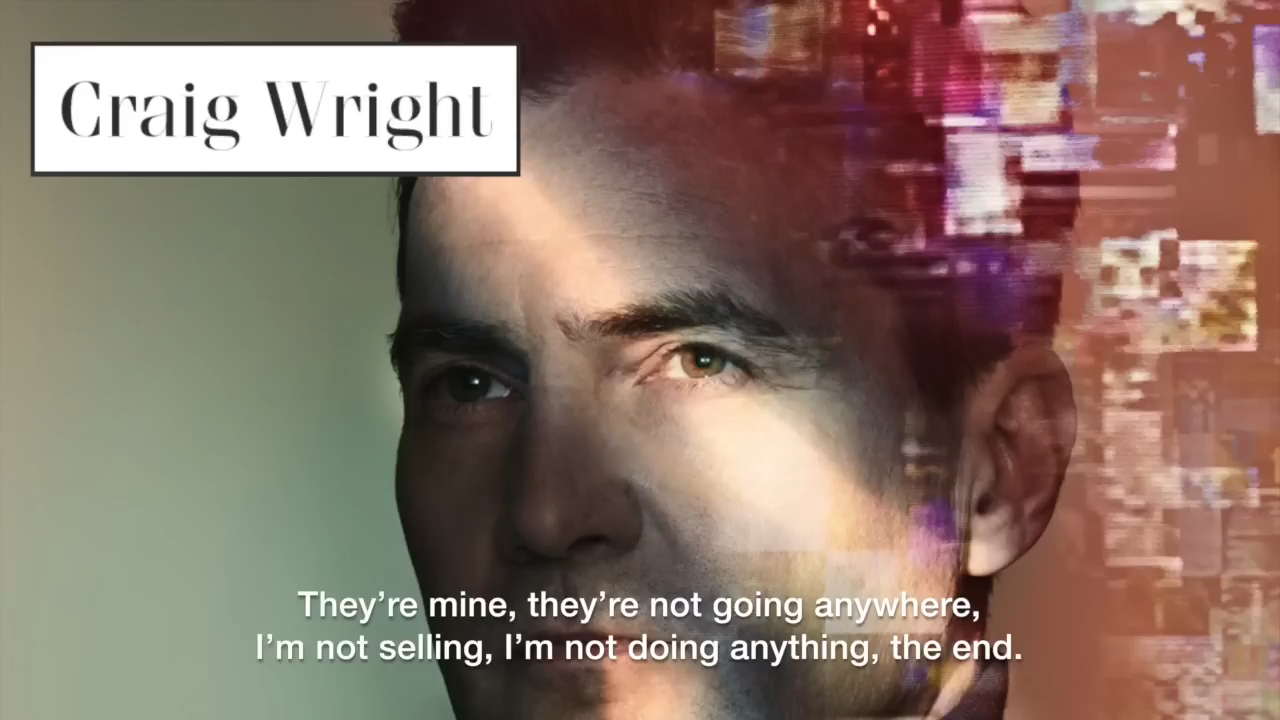 Craig Wright
They're mine, they're not going anywhere,
I'm not selling, I'm not doing anything, the end.